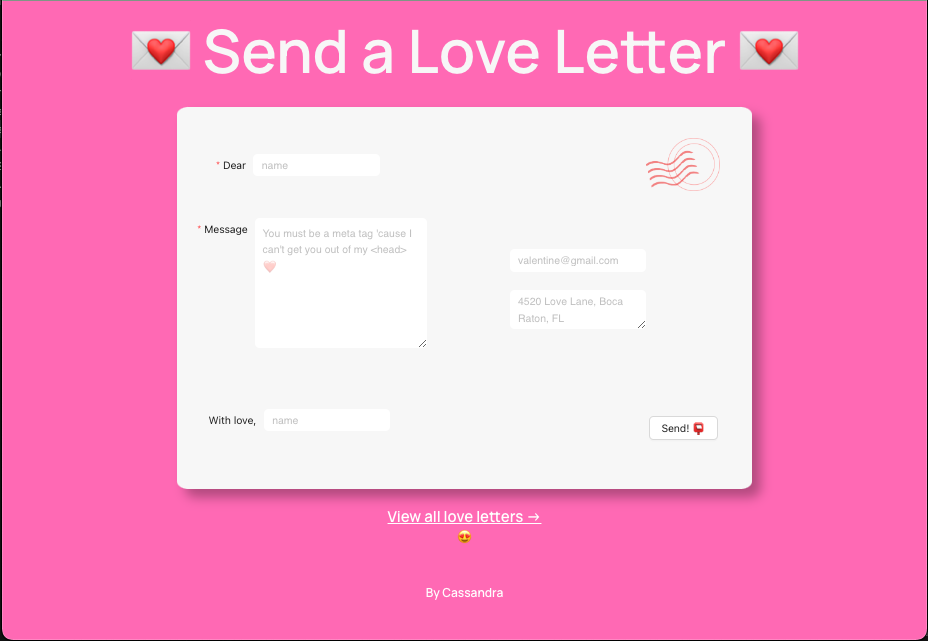 💌 Send a Love Letter 💌
* Dear
name
* Message
You must be a meta tag 'cause I
can't get you out of my <head>
🩷
valentine@gmail.com
4520 Love Lane, Boca
Raton, FL
With love,
name
Send! 📮
View all love letters →
😍
By Cassandra